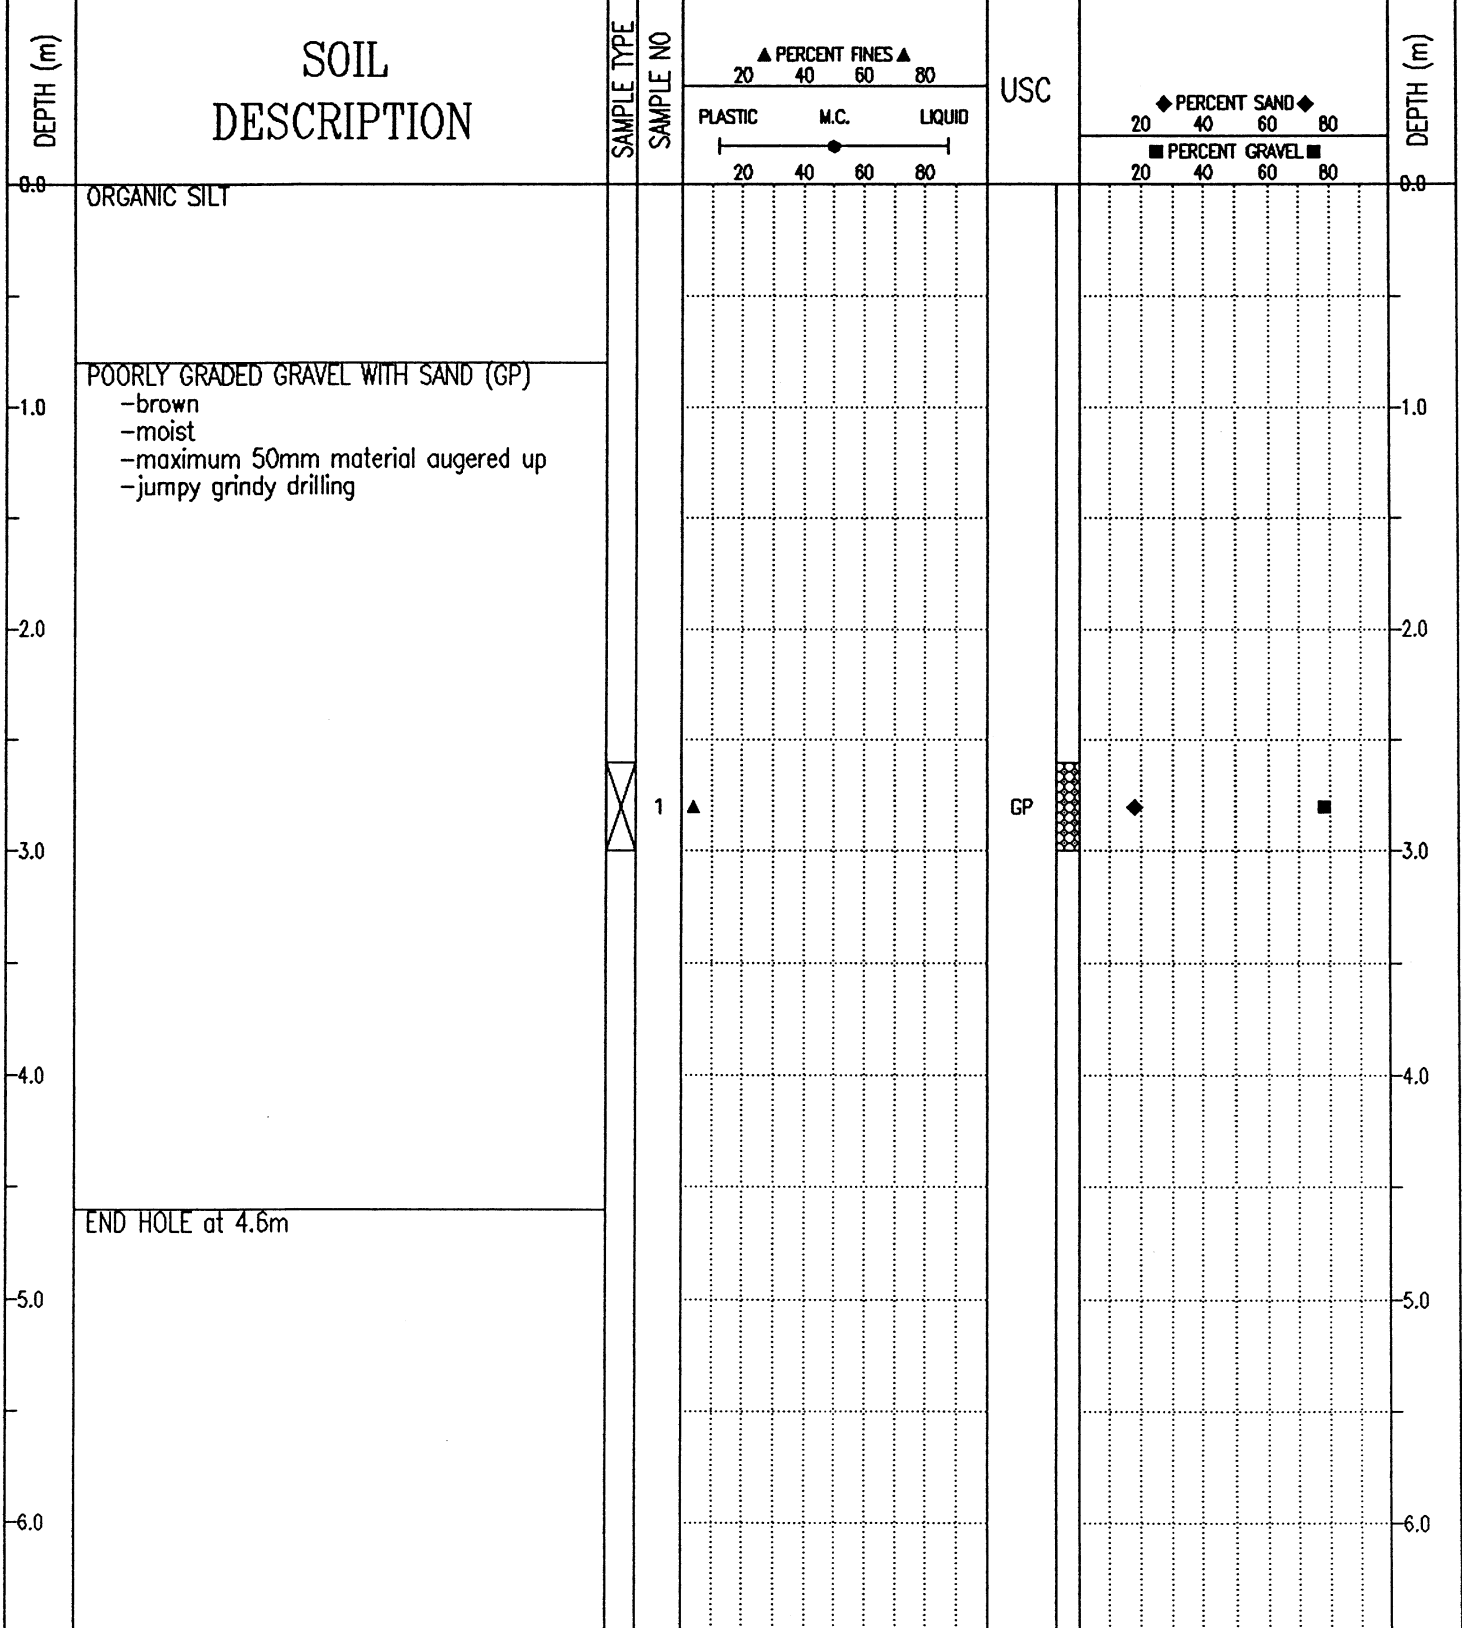 DEPTH (m)
SOIL
DESCRIPTION
SAMPLE TYPE
SAMPLE NO
▲ PERCENT FINES ▲
20 40 60 80
PLASTIC M.C. LIQUID
20 40 60 80
USC
◆ PERCENT SAND ◆
20 40 60 80
■ PERCENT GRAVEL ■
20 40 60 80
DEPTH (m)
0.0 0.0
ORGANIC SILT
POORLY GRADED GRAVEL WITH SAND (GP)
-brown
1.0 1.0
-moist
-maximum 50mm material augered up
-jumpy grindy drilling
2.0 2.0
1 GP
3.0 3.0
4.0 4.0
END HOLE at 4.6m
5.0 5.0
6.0 6.0